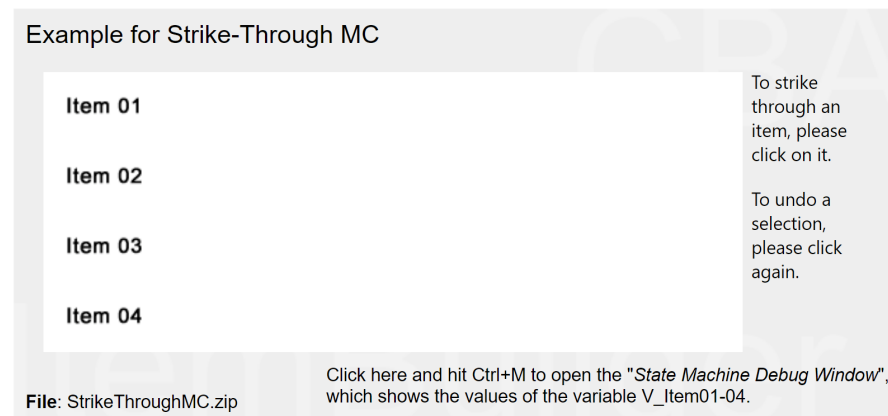 Example for Strike-Through MC
Item 01
Item 02
Item 03
Item 04
To strike
through an
item, please
click on it.
To undo a
selection,
please click
again.
Click here and hit Ctrl+M to open the "State Machine Debug Window",
which shows the values of the variable V_Item01-04.
File: StrikeThroughMC.zip